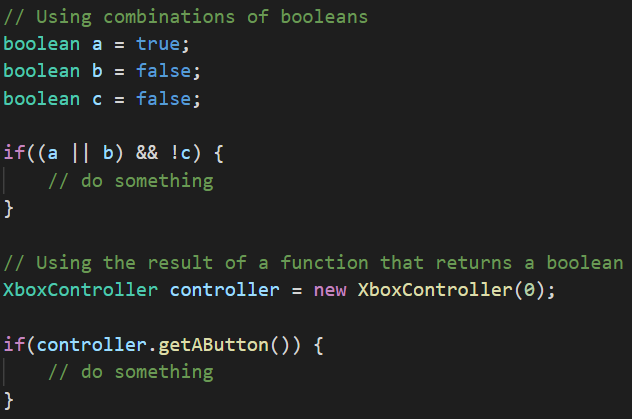 // Using combinations of booleans
boolean a = true;
boolean b = false;
boolean c = false;
if((a || b) && !c) {
// do something
}
// Using the result of a function that returns a boolean
XboxController controller = new XboxController(0);
if(controller.getAButton()) {
// do something
}